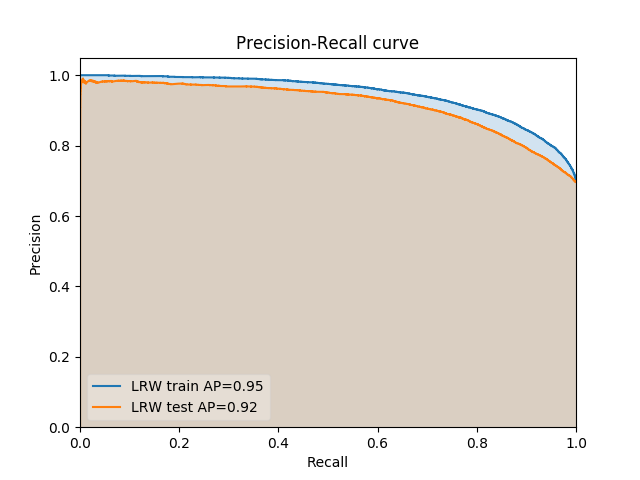 Precision-Recall curve
Precision
1.0
0.8
0.6
0.4
0.2
0.0
LRW train AP=0.95
LRW test AP=0.92
0.0 0.2 0.4 0.6 0.8 1.0
Recall